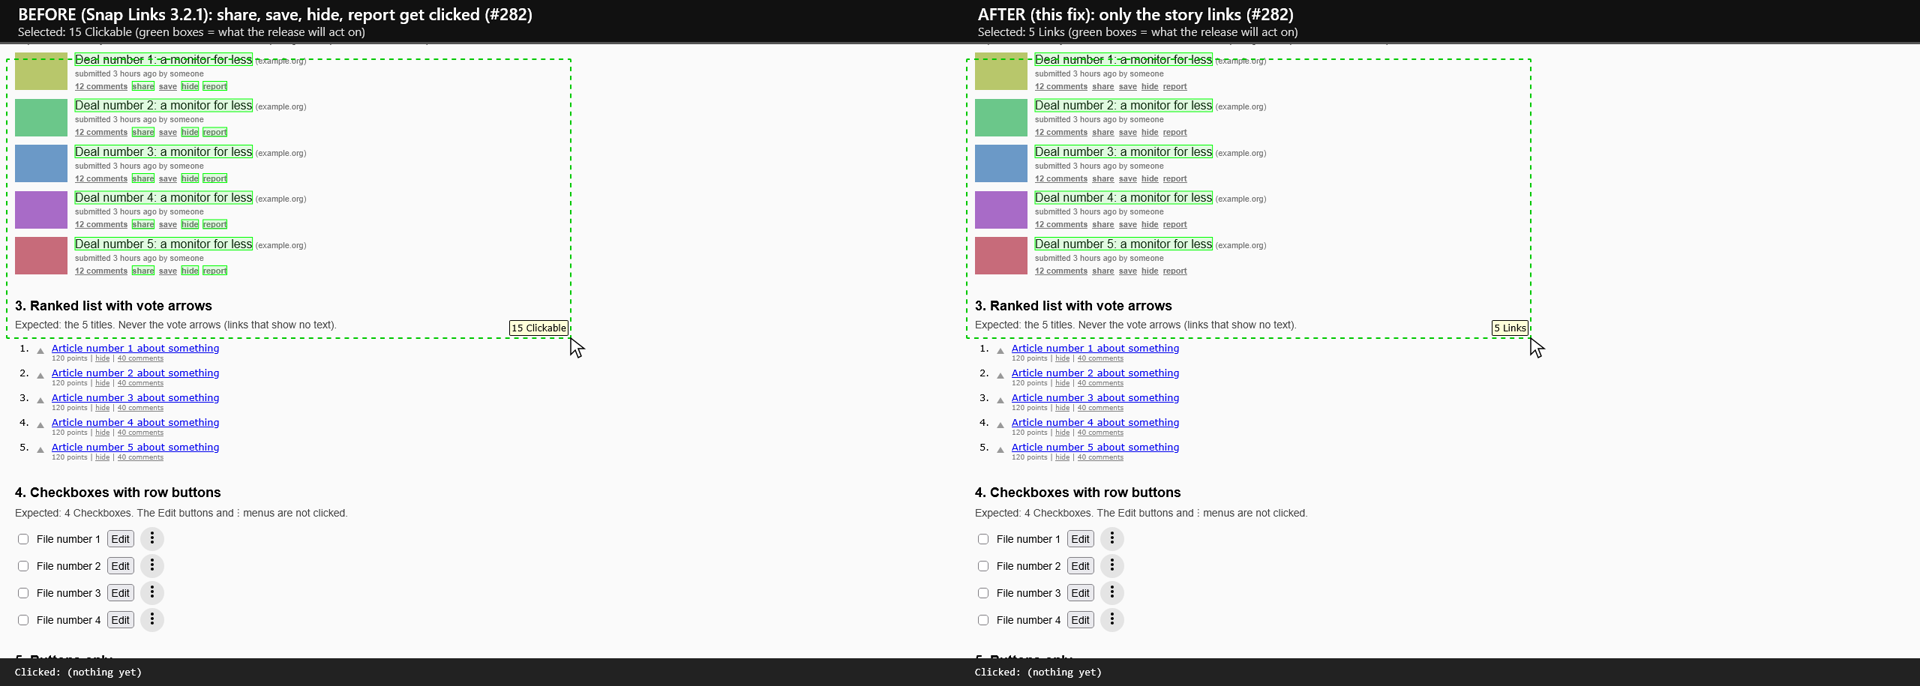 BEFORE (Snap Links 3.2.1): share, save, hide, report get clicked (#282)
Selected: 15 Clickable (green boxes = what the release will act on)
Deal number 1: a monitor for less (example.org)
submitted 3 hours ago by someone
12 comments share save hide report
Deal number 2: a monitor for less (example.org)
submitted 3 hours ago by someone
12 comments share save hide report
Deal number 3: a monitor for less (example.org)
submitted 3 hours ago by someone
12 comments share save hide report
Deal number 4: a monitor for less (example.org)
submitted 3 hours ago by someone
12 comments share save hide report
Deal number 5: a monitor for less (example.org)
submitted 3 hours ago by someone
12 comments share save hide report
3. Ranked list with vote arrows
Expected: the 5 titles. Never the vote arrows (links that show no text).
15 Clickable
1. Article number 1 about something
120 points | hide | 40 comments
2. Article number 2 about something
120 points | hide | 40 comments
3. Article number 3 about something
120 points | hide | 40 comments
4. Article number 4 about something
120 points | hide | 40 comments
5. Article number 5 about something
120 points | hide | 40 comments
4. Checkboxes with row buttons
Expected: 4 Checkboxes. The Edit buttons and ⋮ menus are not clicked.
File number 1 Edit ⋮
File number 2 Edit ⋮
File number 3 Edit ⋮
File number 4 Edit ⋮
5. Buttons only
Clicked: (nothing yet)
AFTER (this fix): only the story links (#282)
Selected: 5 Links (green boxes = what the release will act on)
Deal number 1: a monitor for less (example.org)
submitted 3 hours ago by someone
12 comments share save hide report
Deal number 2: a monitor for less (example.org)
submitted 3 hours ago by someone
12 comments share save hide report
Deal number 3: a monitor for less (example.org)
submitted 3 hours ago by someone
12 comments share save hide report
Deal number 4: a monitor for less (example.org)
submitted 3 hours ago by someone
12 comments share save hide report
Deal number 5: a monitor for less (example.org)
submitted 3 hours ago by someone
12 comments share save hide report
3. Ranked list with vote arrows
Expected: the 5 titles. Never the vote arrows (links that show no text).
5 Links
1. Article number 1 about something
120 points | hide | 40 comments
2. Article number 2 about something
120 points | hide | 40 comments
3. Article number 3 about something
120 points | hide | 40 comments
4. Article number 4 about something
120 points | hide | 40 comments
5. Article number 5 about something
120 points | hide | 40 comments
4. Checkboxes with row buttons
Expected: 4 Checkboxes. The Edit buttons and ⋮ menus are not clicked.
File number 1 Edit ⋮
File number 2 Edit ⋮
File number 3 Edit ⋮
File number 4 Edit ⋮
5. Buttons only
Clicked: (nothing yet)